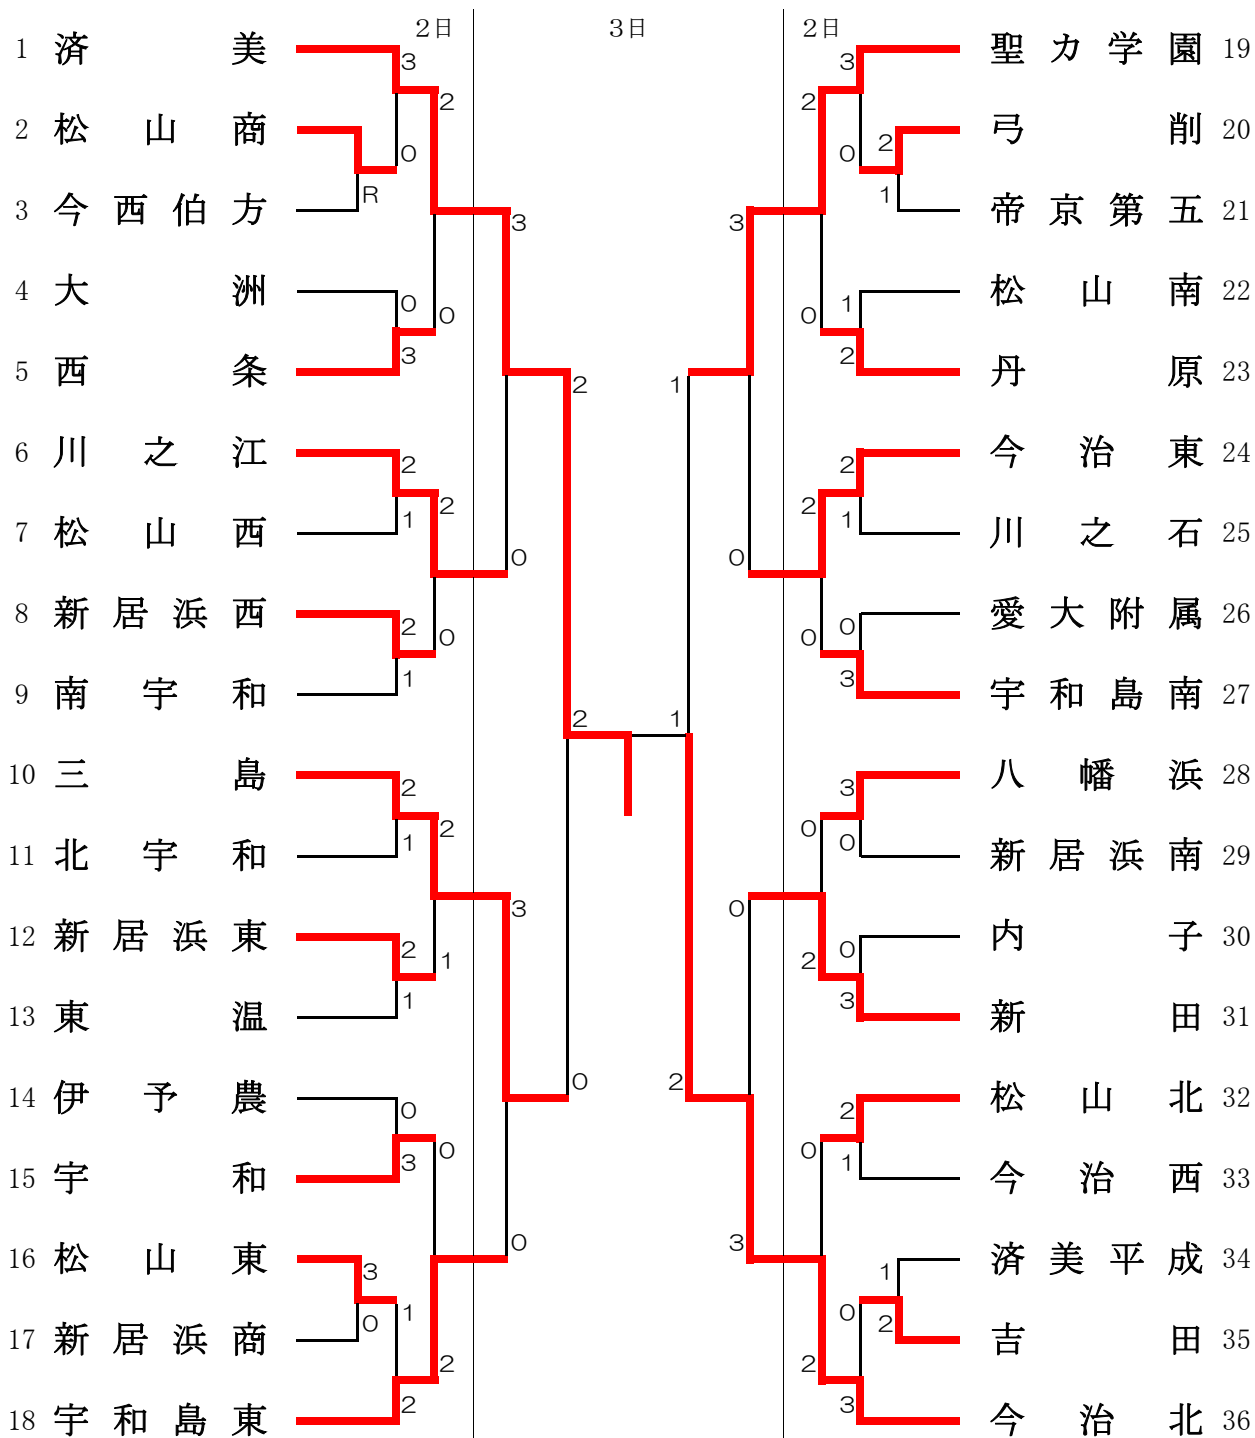 2日 3日 2日
1 済美 3 2 3 聖カ学園 19
2 2 松山商 0 0 2 弓削 20
3 今西伯方 R 1 帝京第五 21
3 3
4 大洲 0 0 0 1 松山南 22
5 西条 3 2 1 2 丹原 23
6 川之江 2 2 2 2 今治東 24
7 松山西 1 0 0 1 川之石 25
8 新居浜西 2 0 0 0 愛大附属 26
9 南宇和 1 3 宇和島南 27
2 1
10 三島 2 2 0 3 八幡浜 28
11 北宇和 1 0 新居浜南 29
3 0
12 新居浜東 2 1 2 0 内子 30
13 東温 1 3 新田 31
14 伊予農 0 0 2 2 松山北 32
15 宇和 3 0 0 1 今治西 33
0 3
16 松山東 3 1 済美平成 34
17 新居浜商 0 1 0 2 吉田 35
18 宇和島東 2 2 2 3 今治北 36